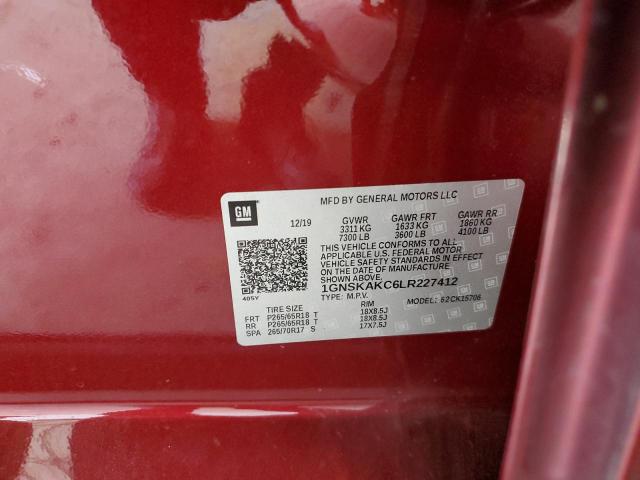 GM
MFD BY GENERAL MOTORS LLC
12/19 GVWR GAWR FRT GAWR RR
3311 KG 1633 KG 1860 KG
7300 LB 3600 LB 4100 LB
THIS VEHICLE CONFORMS TO ALL
APPLICABLE U.S. FEDERAL MOTOR
VEHICLE SAFETY STANDARDS IN EFFECT
ON THE DATE OF MANUFACTURE
SHOWN ABOVE.
1GNSKAKC6LR227412
405Y TYPE: M.P.V. MODEL: 52CK15706
TIRE SIZE RIM
FRT P265/65R18 T 18X8.5J
RR P265/65R18 T 18X8.5J
SPA 265/70R17 S 17X7.5J